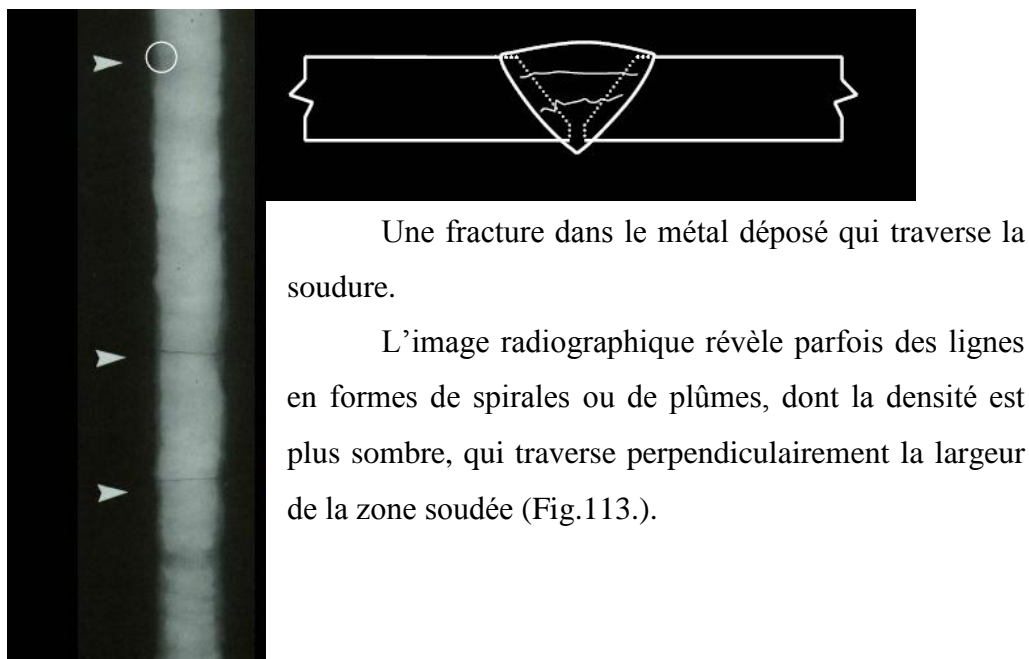 Une fracture dans le métal déposé qui traverse la
soudure.
L’image radiographique révèle parfois des lignes
en formes de spirales ou de plûmes, dont la densité est
plus sombre, qui traverse perpendiculairement la largeur
de la zone soudée (Fig.113.).